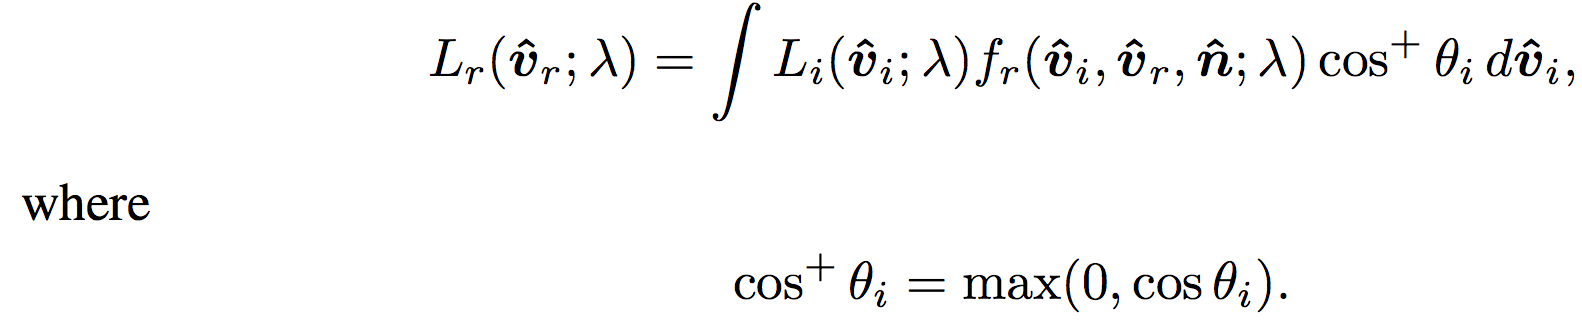 L_r(v̂_r; λ) = ∫ L_i(v̂_i; λ) f_r(v̂_i, v̂_r, n̂; λ) cos⁺ θ_i dv̂_i,
where
cos⁺ θ_i = max(0, cos θ_i).